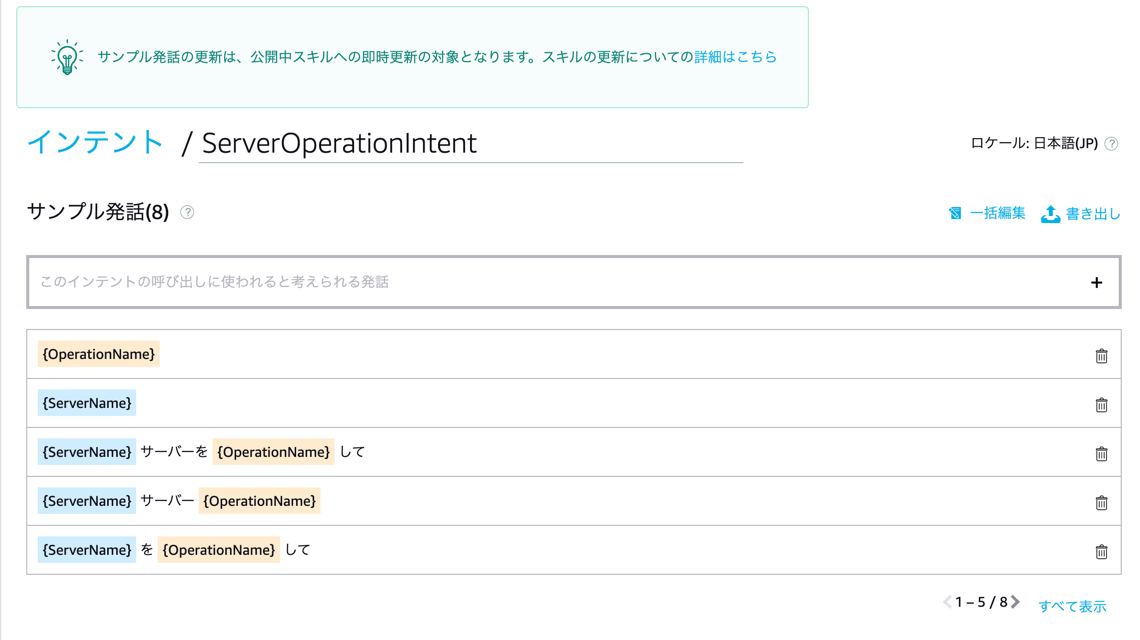 サンプル発話の更新は、公開中スキルへの即時更新の対象となります。スキルの更新についての詳細はこちら
インテント / ServerOperationIntent
ロケール: 日本語(JP) ?
サンプル発話(8) ?
一括編集 書き出し
このインテントの呼び出しに使われると考えられる発話 +
{OperationName}
{ServerName}
{ServerName} サーバーを {OperationName} して
{ServerName} サーバー {OperationName}
{ServerName} を {OperationName} して
1 – 5 / 8 すべて表示